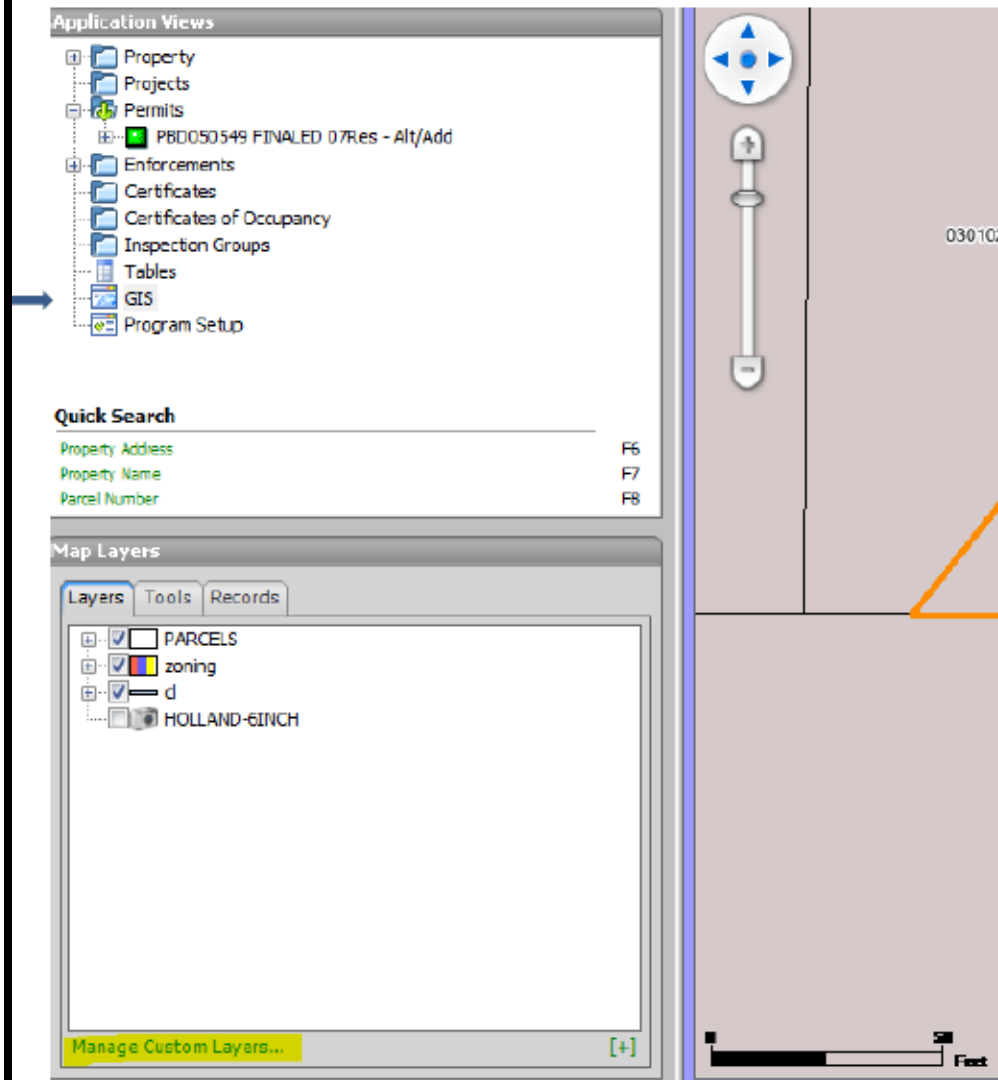 Application Views
Property
Projects
Permits
PBD050549 FINALED 07Res - Alt/Add
Enforcements
Certificates
Certificates of Occupancy
Inspection Groups
Tables
GIS
Program Setup
Quick Search
Property Address F6
Property Name F7
Parcel Number F8
Map Layers
Layers Tools Records
PARCELS
zoning
cl
HOLLAND-6INCH
Manage Custom Layers... [+]
030102
Feet